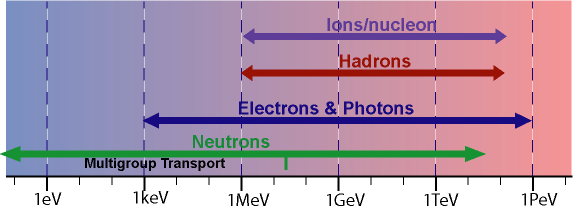 Ions/nucleon
Hadrons
Electrons & Photons
Neutrons
Multigroup Transport
1eV 1keV 1MeV 1GeV 1TeV 1PeV